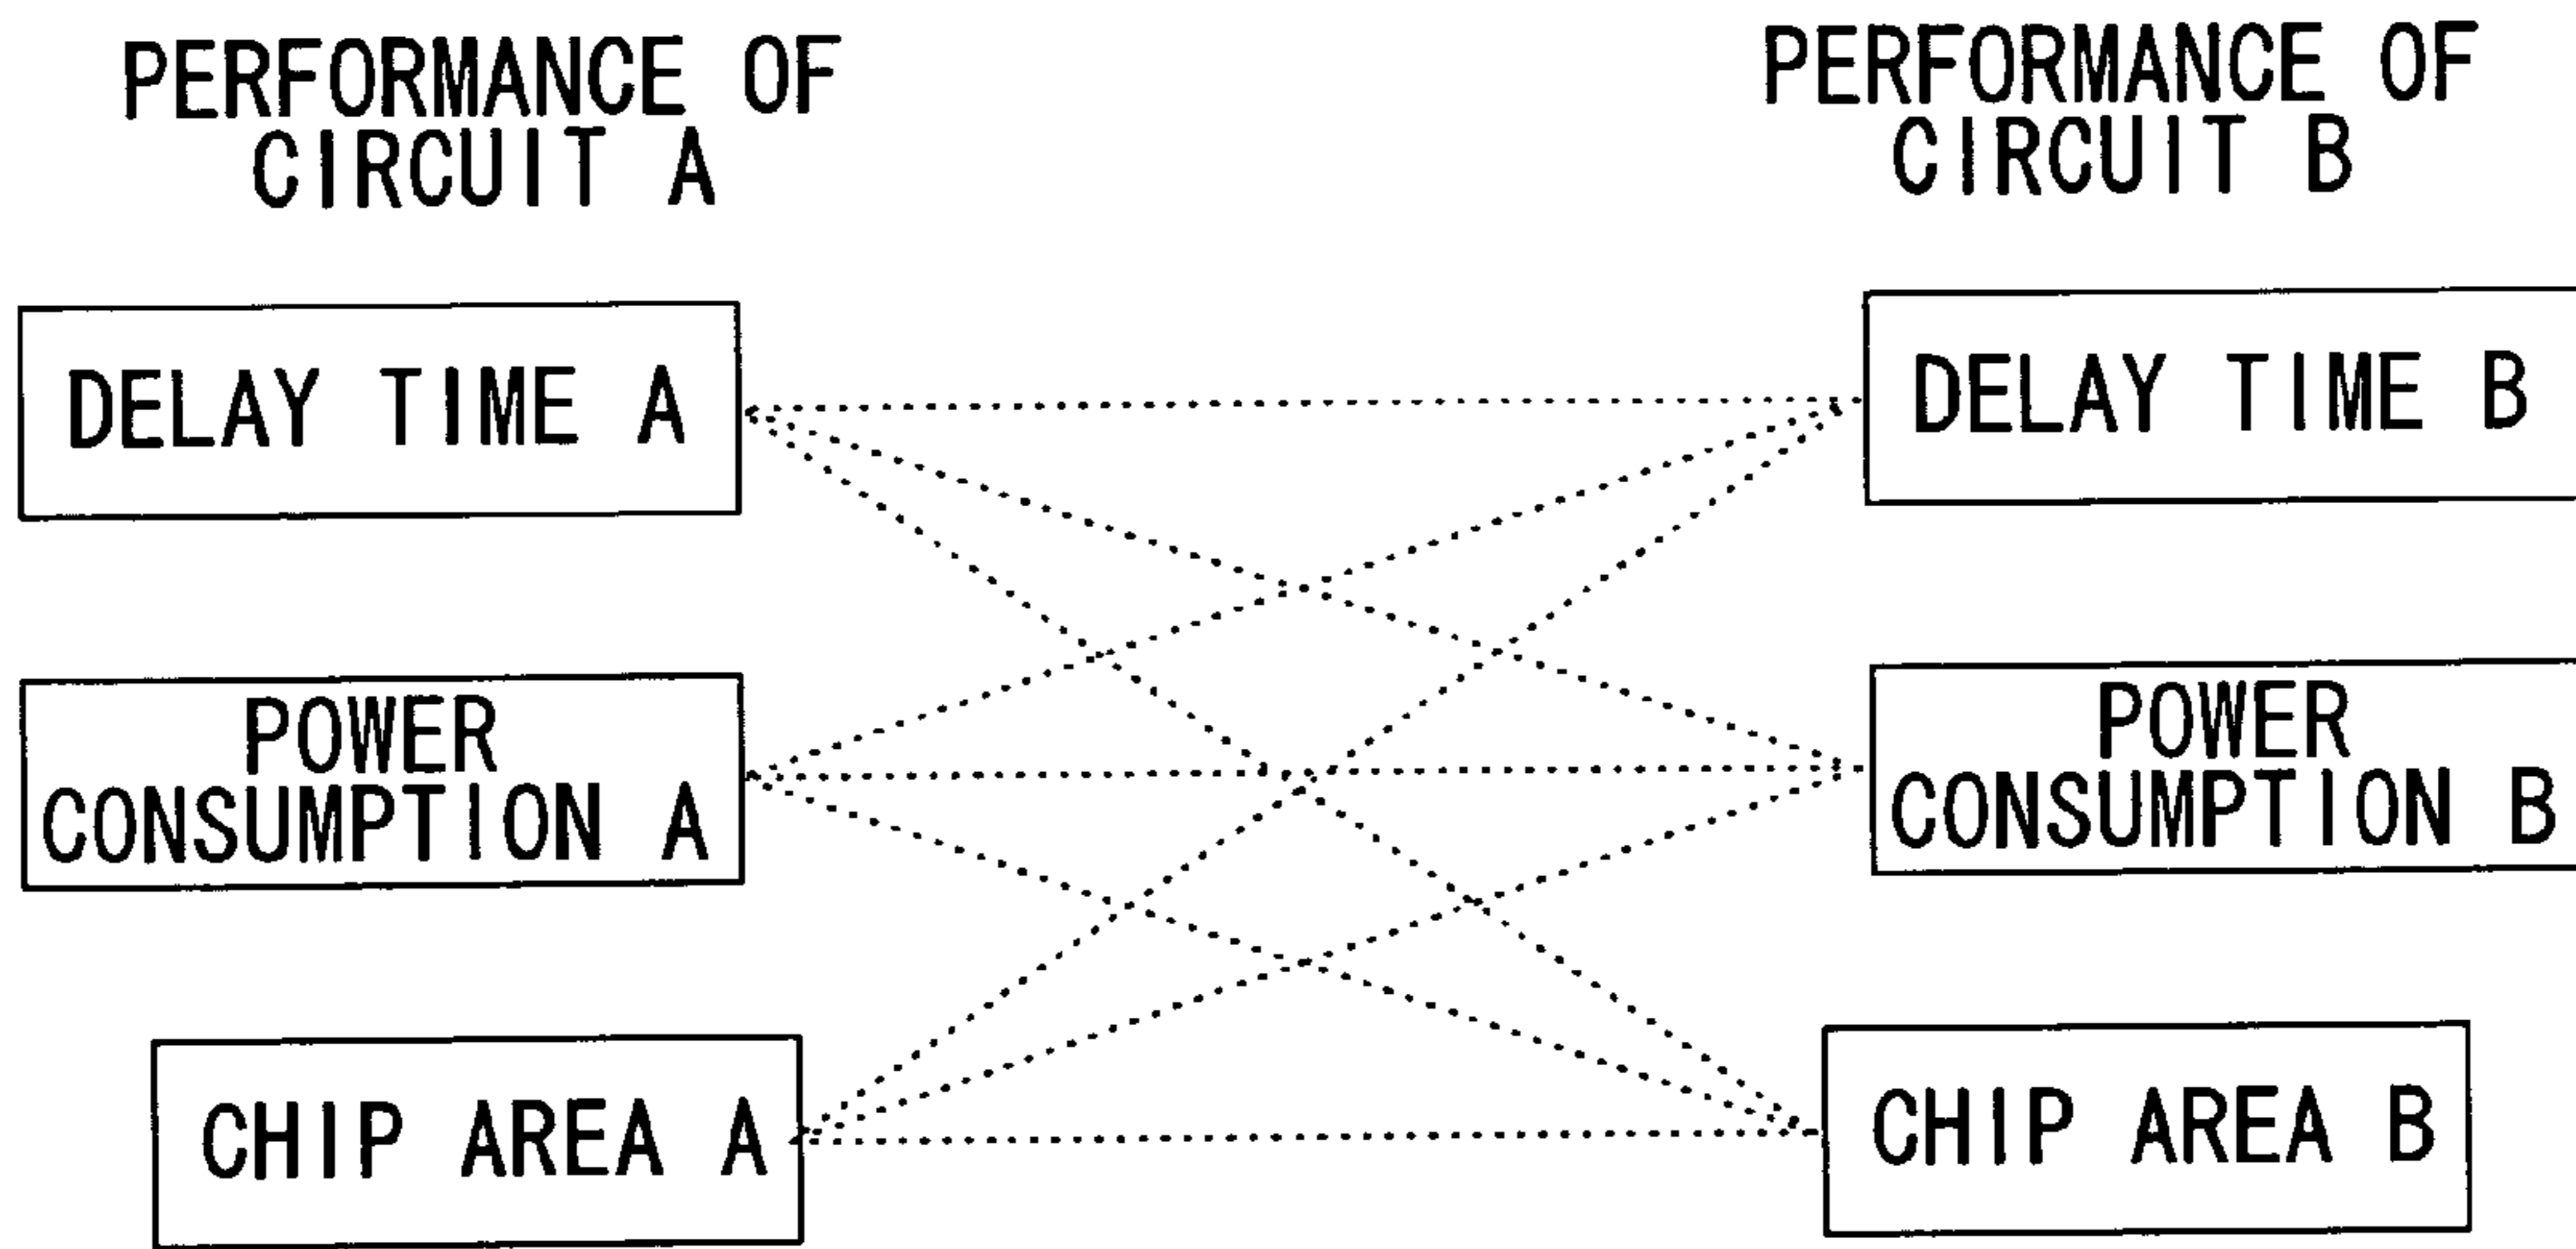 PERFORMANCE OF
CIRCUIT A
PERFORMANCE OF
CIRCUIT B
DELAY TIME A
DELAY TIME B
POWER
CONSUMPTION A
POWER
CONSUMPTION B
CHIP AREA A
CHIP AREA B